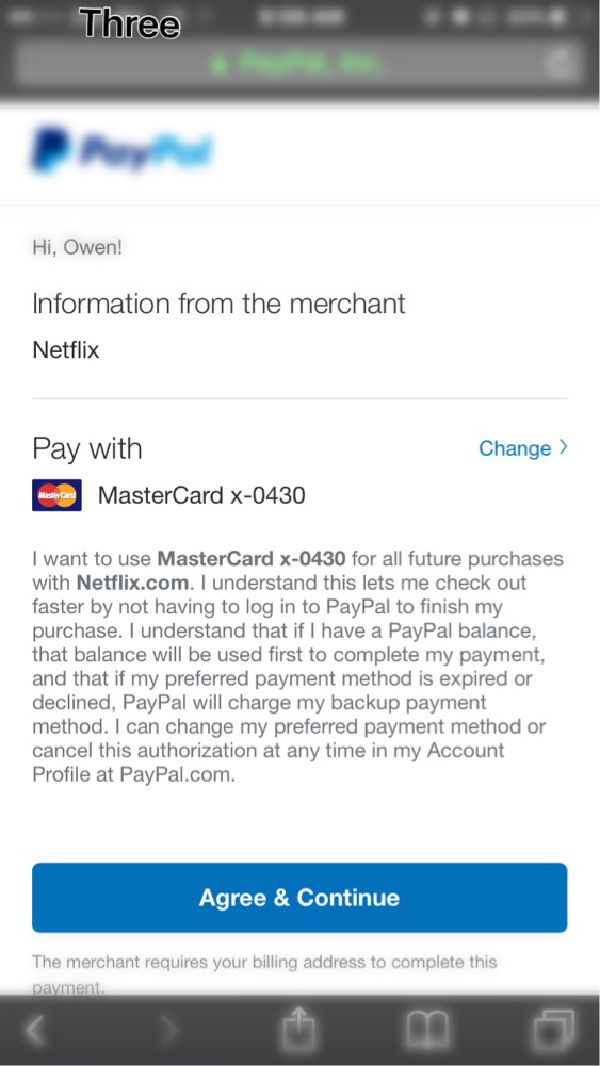 Three
PayPal, Inc.
PayPal
Hi, Owen!
Information from the merchant
Netflix
Pay with
Change
MasterCard
MasterCard x-0430
I want to use MasterCard x-0430 for all future purchases
with Netflix.com. I understand this lets me check out
faster by not having to log in to PayPal to finish my
purchase. I understand that if I have a PayPal balance,
that balance will be used first to complete my payment,
and that if my preferred payment method is expired or
declined, PayPal will charge my backup payment
method. I can change my preferred payment method or
cancel this authorization at any time in my Account
Profile at PayPal.com.
Agree & Continue
The merchant requires your billing address to complete this
payment.